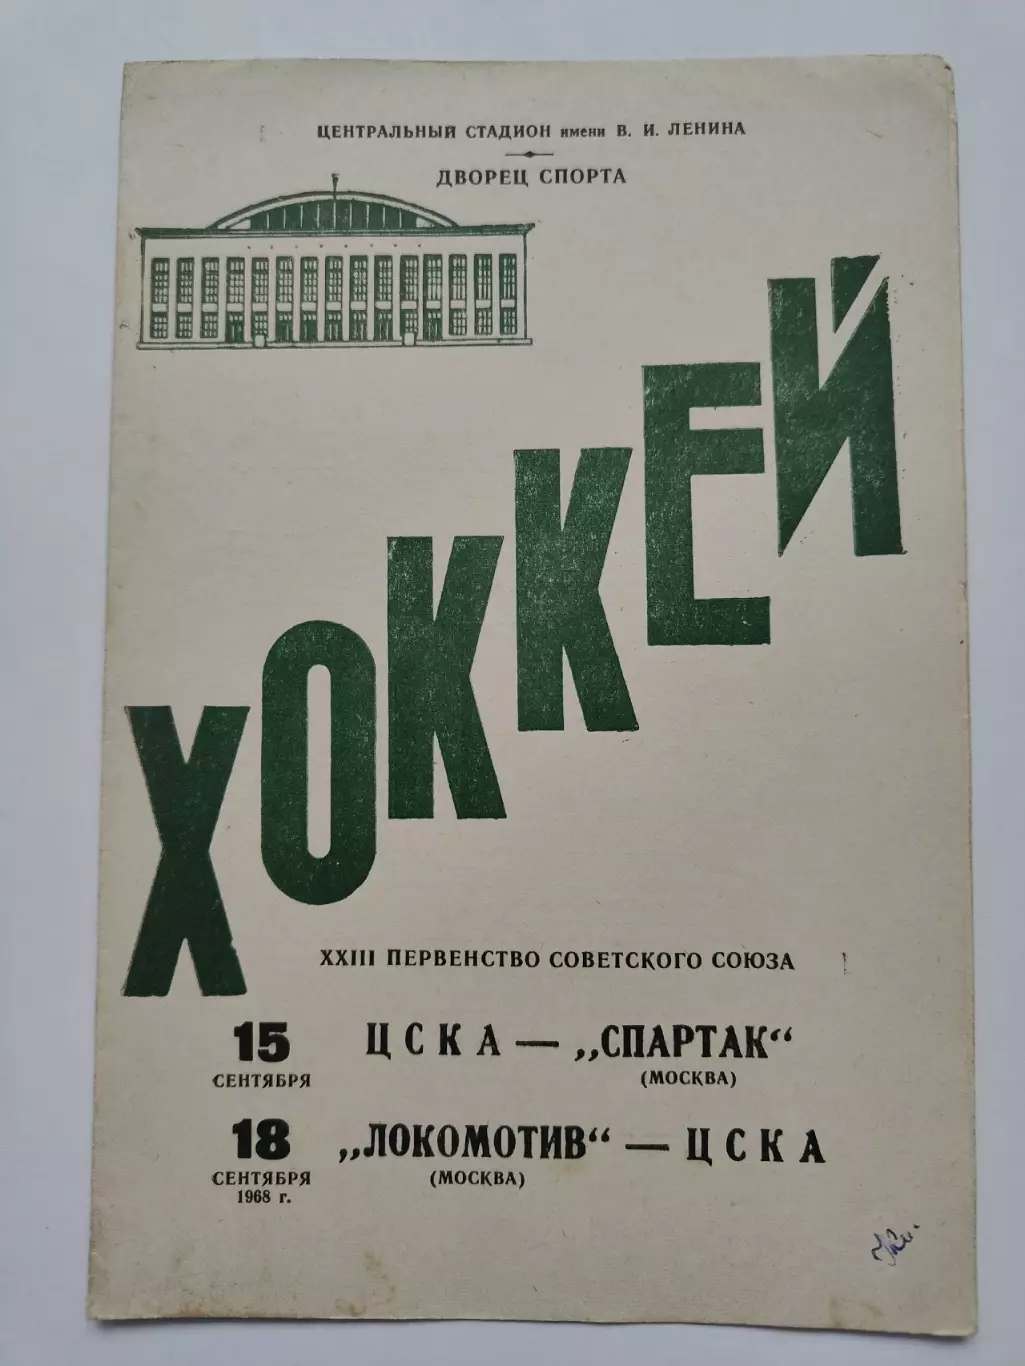 ЦЕНТРАЛЬНЫЙ СТАДИОН имени В. И. ЛЕНИНА
ДВОРЕЦ СПОРТА
ХОККЕЙ
XXIII ПЕРВЕНСТВО СОВЕТСКОГО СОЮЗА
15 ЦСКА — „СПАРТАК“
СЕНТЯБРЯ (МОСКВА)
18 „ЛОКОМОТИВ“ — ЦСКА
СЕНТЯБРЯ (МОСКВА)
1968 г.